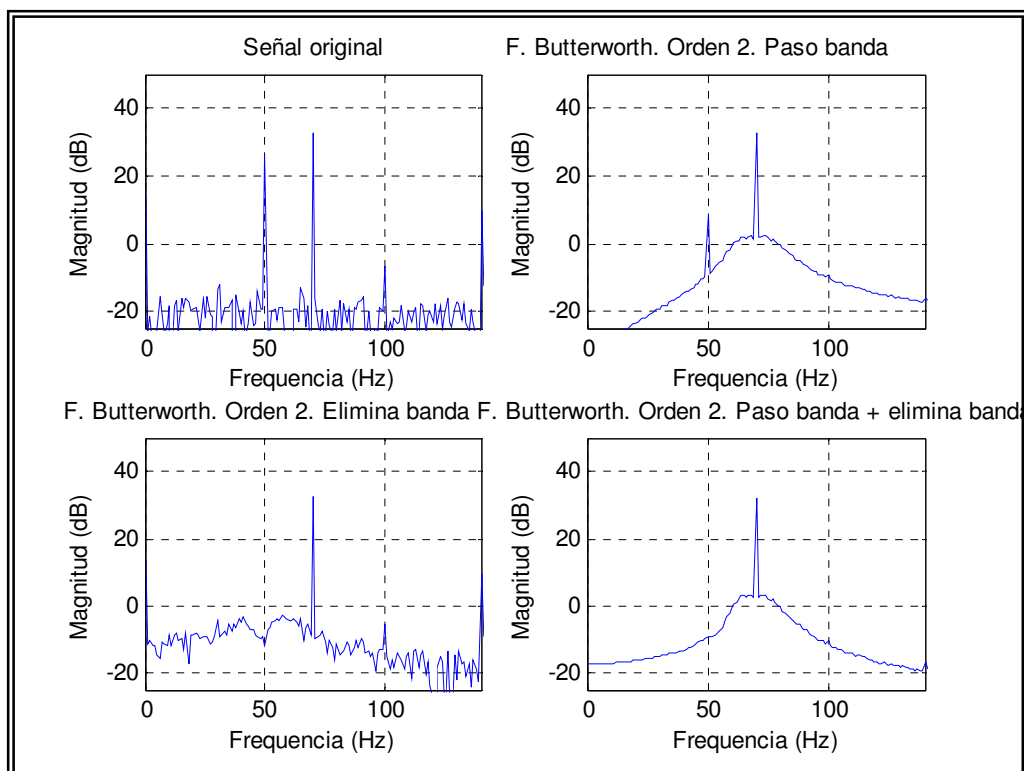 Señal original
F. Butterworth. Orden 2. Paso banda
Magnitud (dB)
40
20
0
-20
0
50
100
Frequencia (Hz)
Magnitud (dB)
40
20
0
-20
0
50
100
Frequencia (Hz)
F. Butterworth. Orden 2. Elimina banda
F. Butterworth. Orden 2. Paso banda + elimina banda
Magnitud (dB)
40
20
0
-20
0
50
100
Frequencia (Hz)
Magnitud (dB)
40
20
0
-20
0
50
100
Frequencia (Hz)